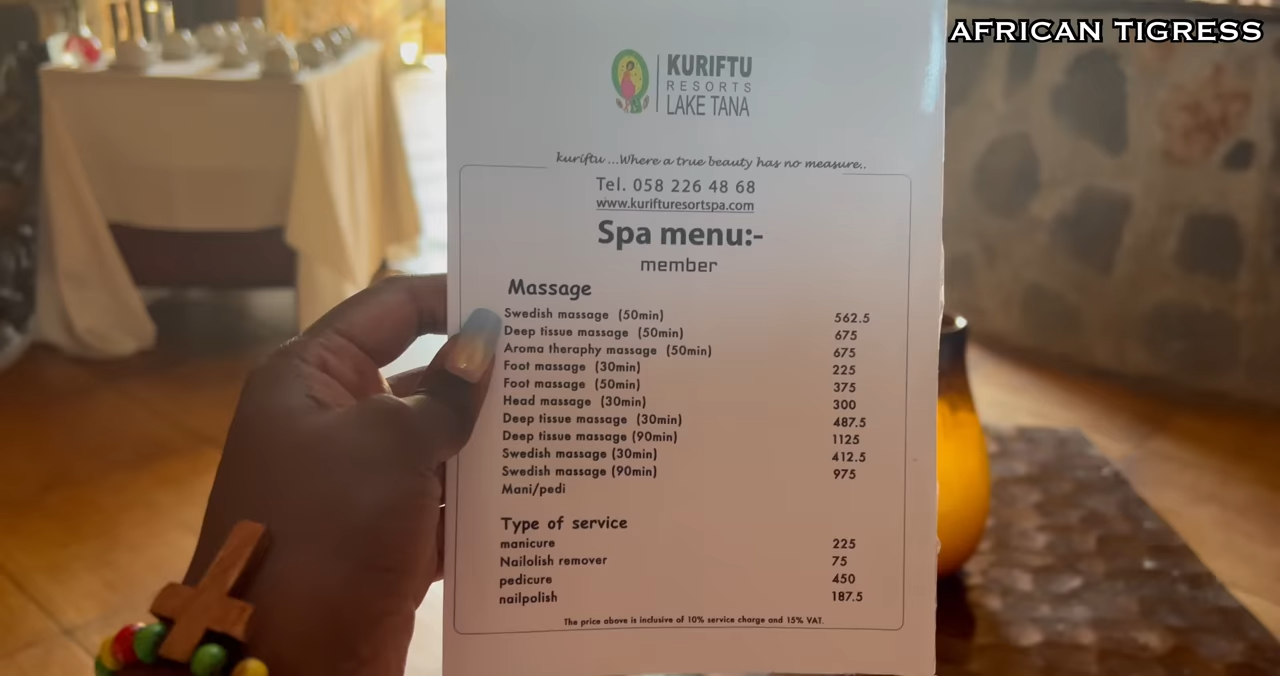 AFRICAN TIGRESS
KURIFTU
RESORTS
LAKE TANA
kuriftu ...Where a true beauty has no measure..
Tel. 058 226 48 68
www.kurifturesortspa.com
Spa menu:-
member
Massage
Swedish massage (50min) 562.5
Deep tissue massage (50min) 675
Aroma theraphy massage (50min) 675
Foot massage (30min) 225
Foot massage (50min) 375
Head massage (30min) 300
Deep tissue massage (30min) 487.5
Deep tissue massage (90min) 1125
Swedish massage (30min) 412.5
Swedish massage (90min) 975
Mani/pedi
Type of service
manicure 225
Nailolish remover 75
pedicure 450
nailpolish 187.5
The price above is inclusive of 10% service charge and 15% VAT.